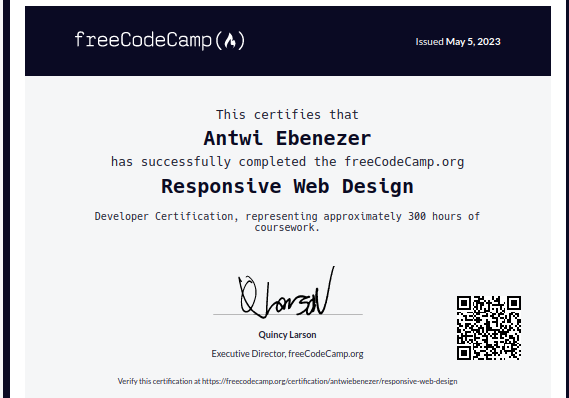 freeCodeCamp(🔥)
Issued May 5, 2023
This certifies that
Antwi Ebenezer
has successfully completed the freeCodeCamp.org
Responsive Web Design
Developer Certification, representing approximately 300 hours of
coursework.
Q Larson
Quincy Larson
Executive Director, freeCodeCamp.org
Verify this certification at https://freecodecamp.org/certification/antwiebenezer/responsive-web-design